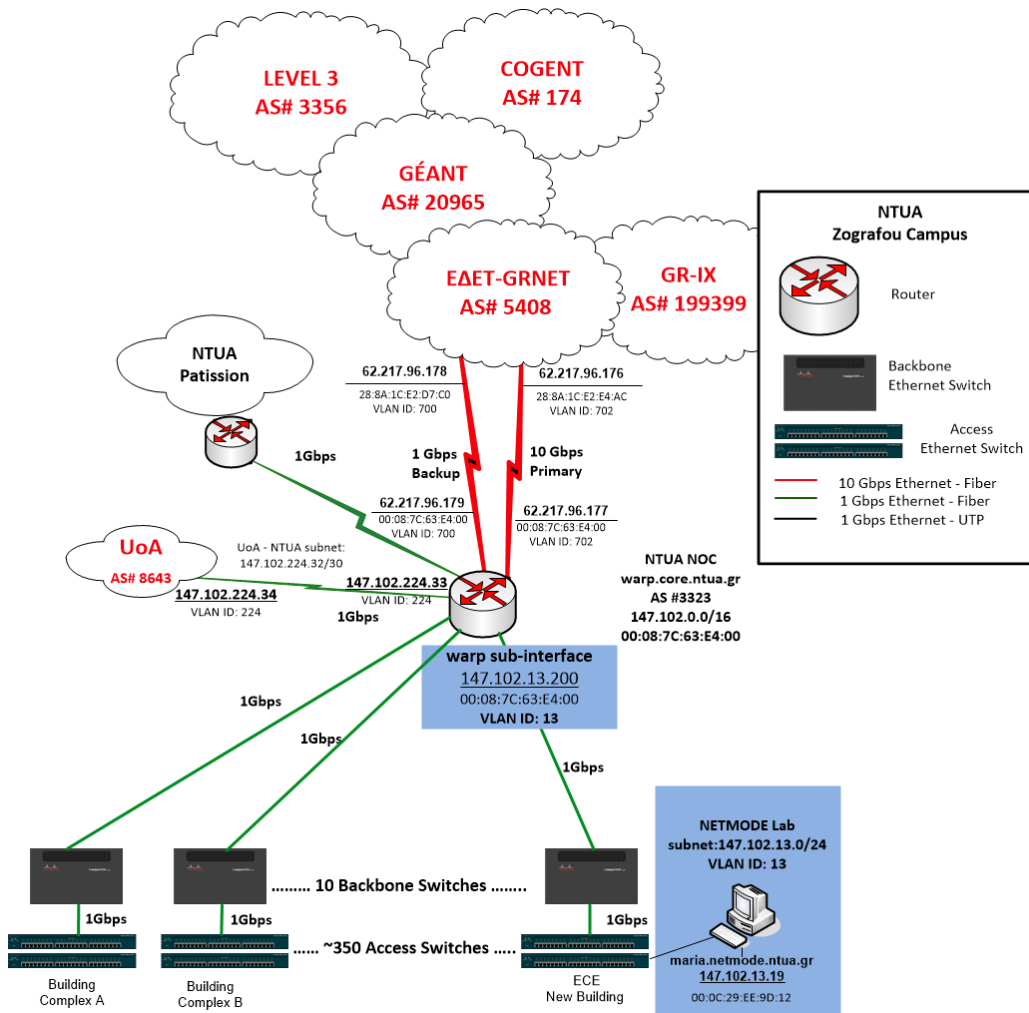 LEVEL 3
AS# 3356
COGENT
AS# 174
GÉANT
AS# 20965
ΕΔΕΤ-GRNET
AS# 5408
GR-IX
AS# 199399
NTUA
Zografou Campus
Router
Backbone
Ethernet Switch
Access
Ethernet Switch
10 Gbps Ethernet - Fiber
1 Gbps Ethernet - Fiber
1 Gbps Ethernet - UTP
NTUA
Patission
62.217.96.178
28:8A:1C:E2:D7:C0
VLAN ID: 700
62.217.96.176
28:8A:1C:E2:E4:AC
VLAN ID: 702
1Gbps
1 Gbps
Backup
10 Gbps
Primary
62.217.96.179
00:08:7C:63:E4:00
VLAN ID: 700
62.217.96.177
00:08:7C:63:E4:00
VLAN ID: 702
UoA
AS# 8643
UoA - NTUA subnet:
147.102.224.32/30
147.102.224.34
VLAN ID: 224
147.102.224.33
VLAN ID: 224
1Gbps
NTUA NOC
warp.core.ntua.gr
AS #3323
147.102.0.0/16
00:08:7C:63:E4:00
warp sub-interface
147.102.13.200
00:08:7C:63:E4:00
VLAN ID: 13
1Gbps
1Gbps
1Gbps
NETMODE Lab
subnet:147.102.13.0/24
VLAN ID: 13
maria.netmode.ntua.gr
147.102.13.19
00:0C:29:EE:9D:12
......... 10 Backbone Switches ........
1Gbps
1Gbps
1Gbps
...... ~350 Access Switches .....
Building
Complex A
Building
Complex B
ECE
New Building